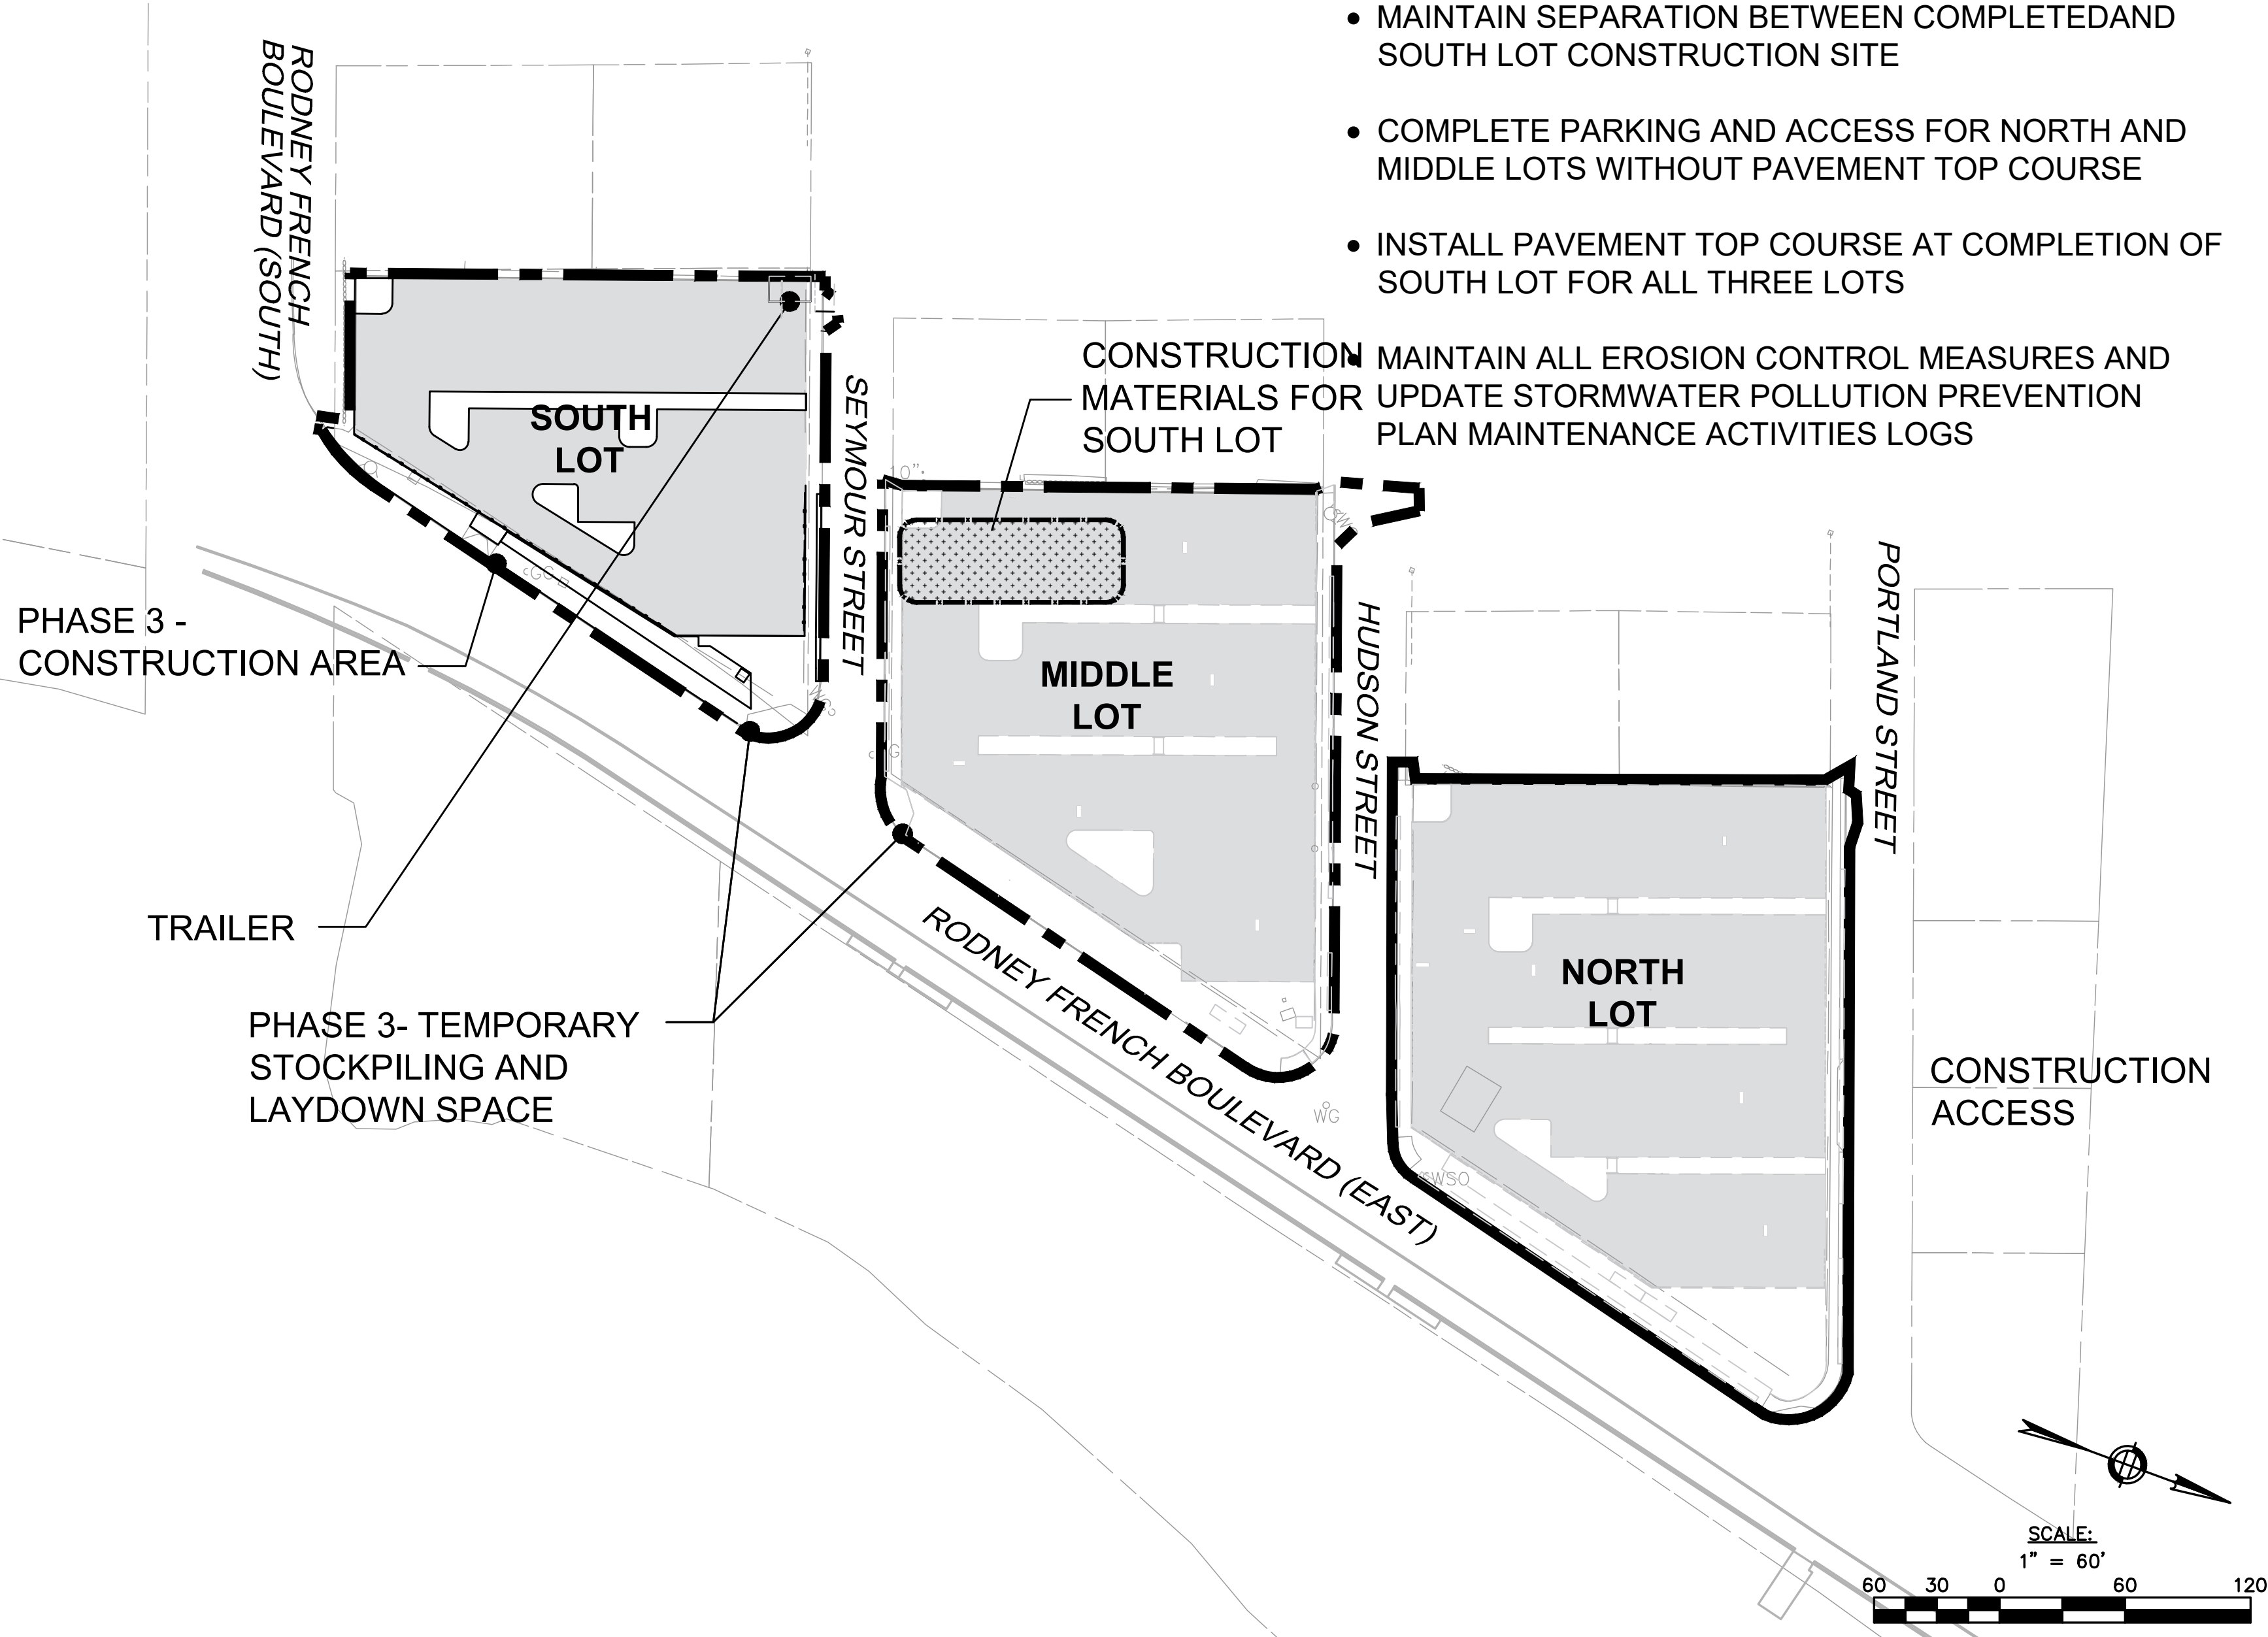 • MAINTAIN SEPARATION BETWEEN COMPLETEDAND
SOUTH LOT CONSTRUCTION SITE
• COMPLETE PARKING AND ACCESS FOR NORTH AND
MIDDLE LOTS WITHOUT PAVEMENT TOP COURSE
• INSTALL PAVEMENT TOP COURSE AT COMPLETION OF
SOUTH LOT FOR ALL THREE LOTS
• MAINTAIN ALL EROSION CONTROL MEASURES AND
UPDATE STORMWATER POLLUTION PREVENTION
PLAN MAINTENANCE ACTIVITIES LOGS
RODNEY FRENCH
BOULEVARD (SOUTH)
SOUTH
LOT
SEYMOUR STREET
CONSTRUCTION
MATERIALS FOR
SOUTH LOT
10"
PHASE 3 -
CONSTRUCTION AREA
MIDDLE
LOT
HUDSON STREET
PORTLAND STREET
TRAILER
PHASE 3- TEMPORARY
STOCKPILING AND
LAYDOWN SPACE
RODNEY FRENCH BOULEVARD (EAST)
WG
NORTH
LOT
WSO
CONSTRUCTION
ACCESS
SCALE:
1" = 60'
60 30 0 60 120